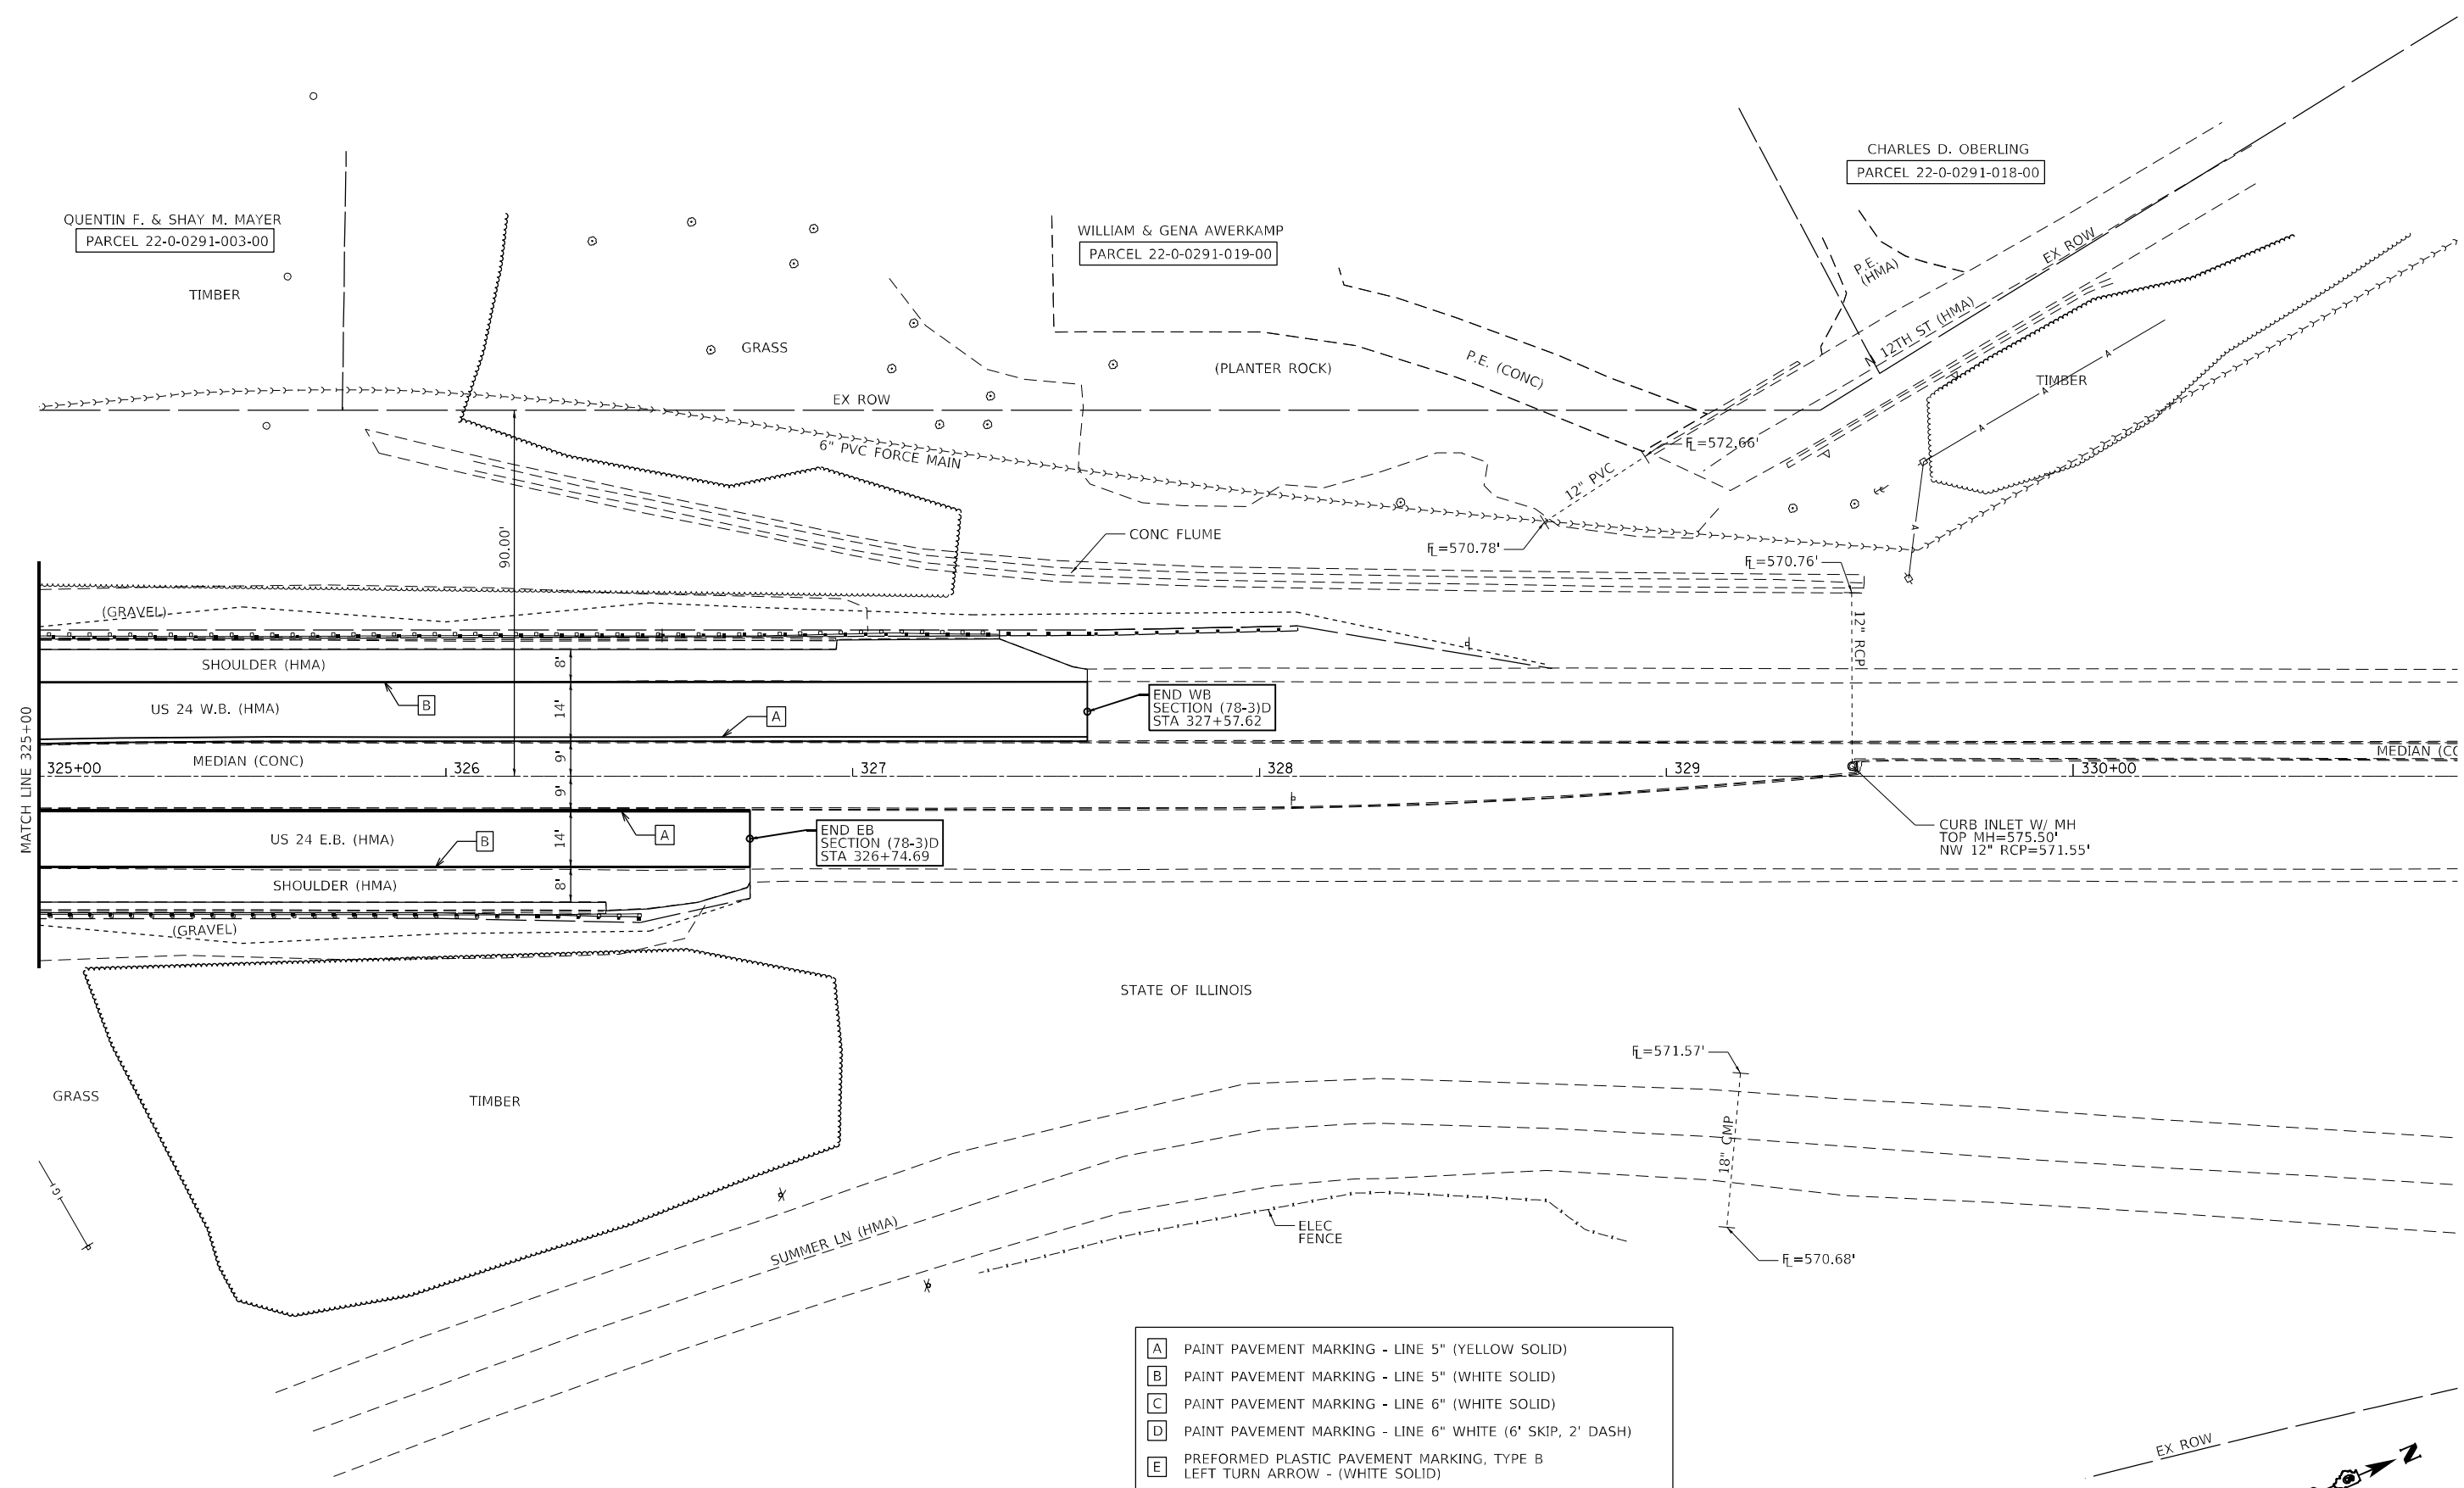 CHARLES D. OBERLING
PARCEL 22-0-0291-018-00
QUENTIN F. & SHAY M. MAYER
PARCEL 22-0-0291-003-00
WILLIAM & GENA AWERKAMP
PARCEL 22-0-0291-019-00
TIMBER
P.E.
(HMA)
EX ROW
N 12TH ST (HMA)
GRASS
(PLANTER ROCK)
P.E. (CONC)
TIMBER
A
A
EX ROW
6" PVC FORCE MAIN
FL=572.66'
12" PVC
A
90.00'
CONC FLUME
FL=570.78'
FL=570.76'
(GRAVEL)
12" RCP
SHOULDER (HMA)
8'
US 24 W.B. (HMA)
B
14'
A
END WB
SECTION (78-3)D
STA 327+57.62
MATCH LINE 325+00
MEDIAN (CONC)
9'
MEDIAN (CC
325+00
326
327
328
329
330+00
9'
US 24 E.B. (HMA)
B
14'
A
END EB
SECTION (78-3)D
STA 326+74.69
CURB INLET W/ MH
TOP MH=575.50'
NW 12" RCP=571.55'
SHOULDER (HMA)
8'
(GRAVEL)
STATE OF ILLINOIS
FL=571.57'
GRASS
TIMBER
18" CMP
G
SUMMER LN (HMA)
ELEC
FENCE
FL=570.68'
A PAINT PAVEMENT MARKING - LINE 5" (YELLOW SOLID)
B PAINT PAVEMENT MARKING - LINE 5" (WHITE SOLID)
C PAINT PAVEMENT MARKING - LINE 6" (WHITE SOLID)
D PAINT PAVEMENT MARKING - LINE 6" WHITE (6' SKIP, 2' DASH)
E PREFORMED PLASTIC PAVEMENT MARKING, TYPE B
LEFT TURN ARROW - (WHITE SOLID)
EX ROW
N